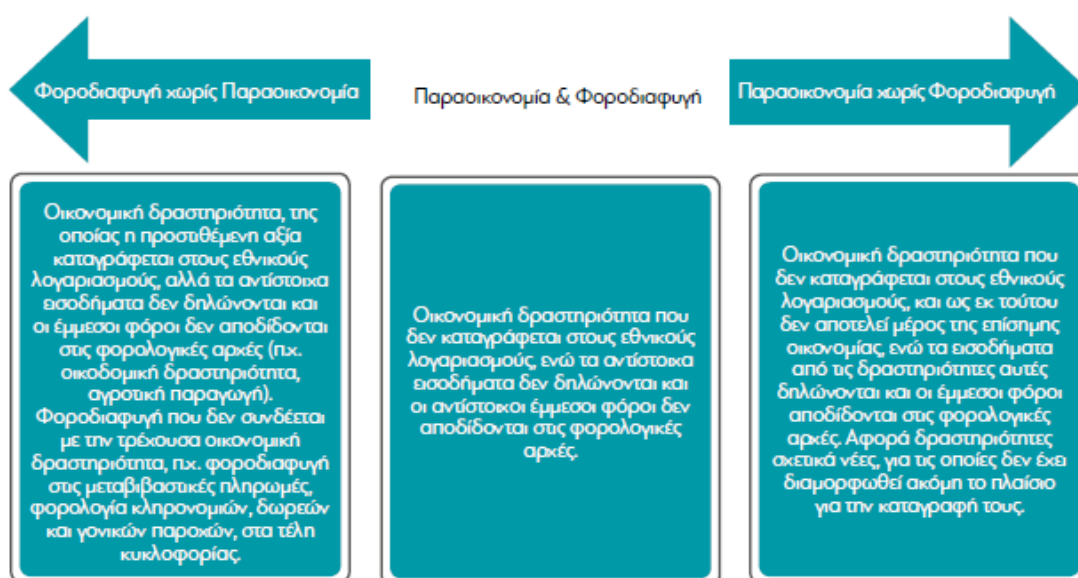 Φοροδιαφυγή χωρίς Παραοικονομία
Παραοικονομία & Φοροδιαφυγή
Παραοικονομία χωρίς Φοροδιαφυγή
Οικονομική δραστηριότητα, της
οποίας η προστιθέμενη αξία
καταγράφεται στους εθνικούς
λογαριασμούς, αλλά τα αντίστοιχα
εισοδήματα δεν δηλώνονται και
οι έμμεσοι φόροι δεν αποδίδονται
στις φορολογικές αρχές (π.χ.
οικοδομική δραστηριότητα,
αγροτική παραγωγή).
Φοροδιαφυγή που δεν συνδέεται
με την τρέχουσα οικονομική
δραστηριότητα, π.χ. φοροδιαφυγή
στις μεταβιβαστικές πληρωμές,
φορολογία κληρονομιών, δωρεών
και γονικών παροχών, στα τέλη
κυκλοφορίας.
Οικονομική δραστηριότητα που
δεν καταγράφεται στους εθνικούς
λογαριασμούς, ενώ τα αντίστοιχα
εισοδήματα δεν δηλώνονται και
οι αντίστοικοι έμμεσοι φόροι δεν
αποδίδονται στις φορολογικές
αρχές.
Οικονομική δραστηριότητα που
δεν καταγράφεται στους εθνικούς
λογαριασμούς, και ως εκ τούτου
δεν αποτελεί μέρος της επίσημης
οικονομίας, ενώ τα εισοδήματα
από τις δραστηριότητες αυτές
δηλώνονται και οι έμμεσοι φόροι
αποδίδονται στις φορολογικές
αρχές. Αφορά δραστηριότητες
σχετικά νέες, για τις οποίες δεν έχει
διαμορφωθεί ακόμη το πλαίσιο
για την καταγραφή τους.